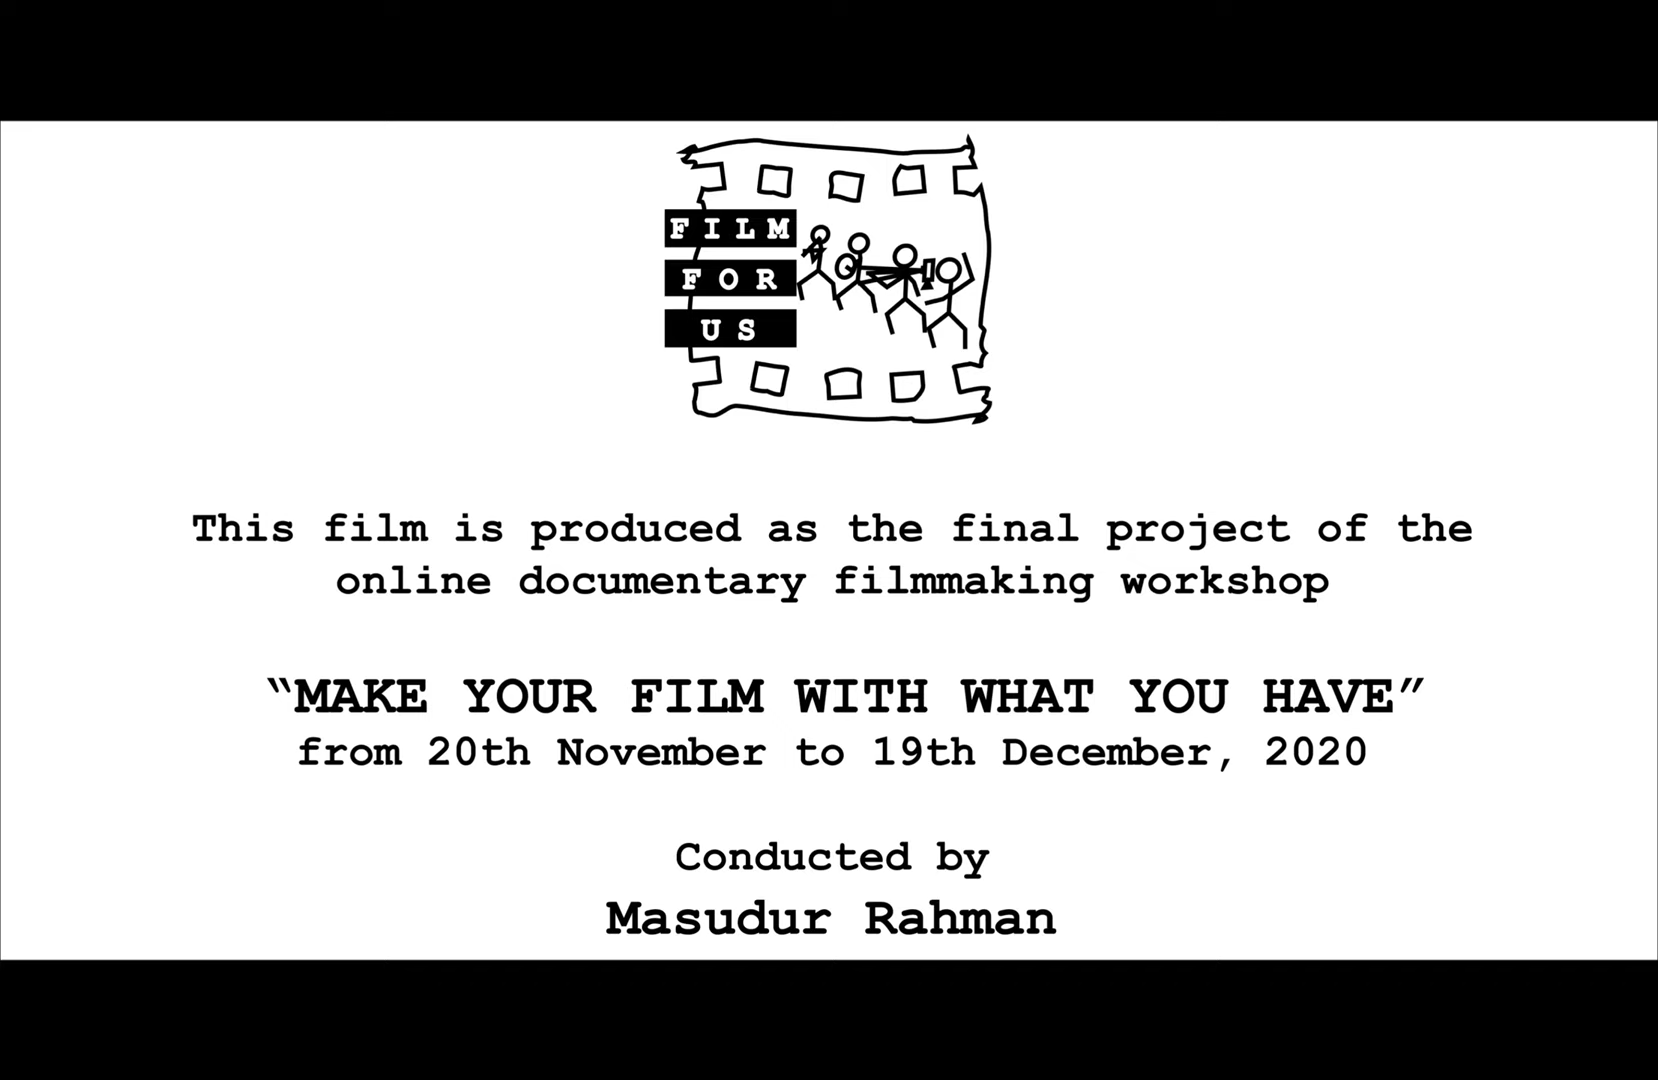 FILM
FOR
US
This film is produced as the final project of the
online documentary filmmaking workshop
“MAKE YOUR FILM WITH WHAT YOU HAVE”
from 20th November to 19th December, 2020
Conducted by
Masudur Rahman